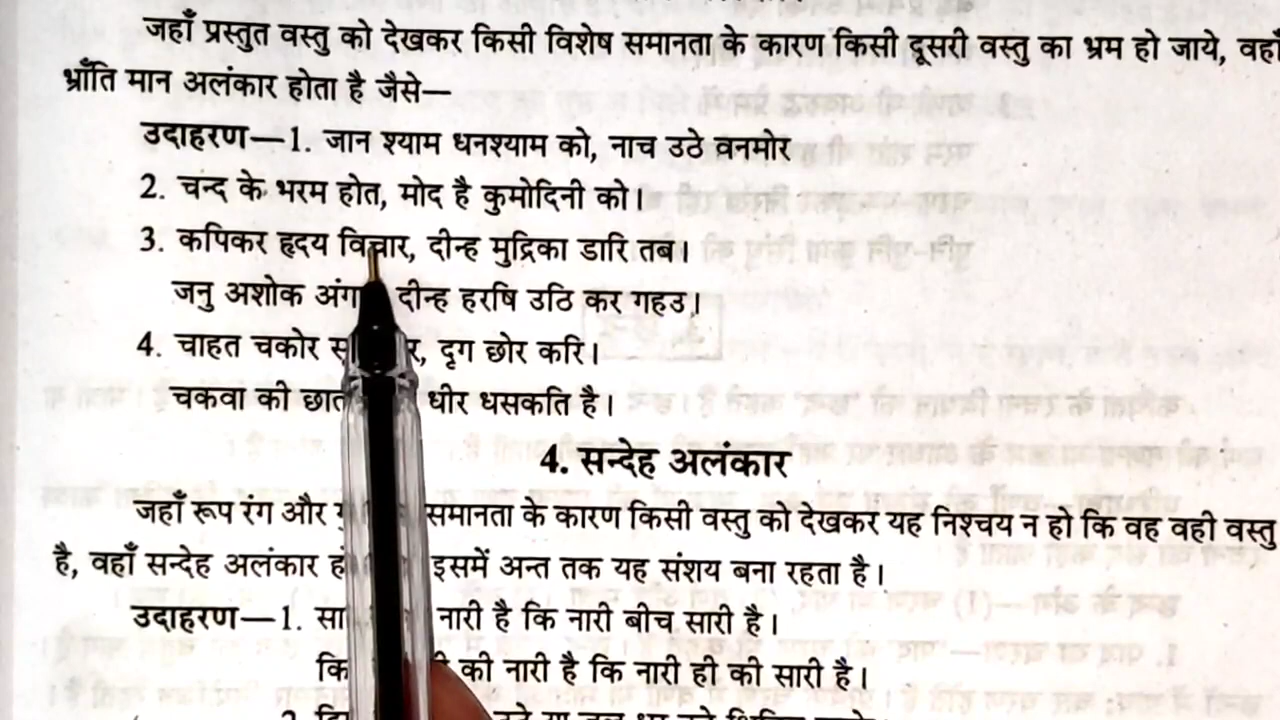 जहाँ प्रस्तुत वस्तु को देखकर किसी विशेष समानता के कारण किसी दूसरी वस्तु का भ्रम हो जाये, वहाँ
भ्राँति मान अलंकार होता है जैसे—
उदाहरण—1. जान श्याम धनश्याम को, नाच उठे वनमोर
2. चन्द के भरम होत, मोद है कुमोदिनी को।
3. कपिकर हृदय विचार, दीन्ह मुद्रिका डारि तब।
जनु अशोक दीन्ह हरषि उठि कर गहउ।
4. चाहत चकोर दृग छोर करि।
चकवा की धीर धसकति है।
4. सन्देह अलंकार
जहाँ रूप रंग और समानता के कारण किसी वस्तु को देखकर यह निश्चय न हो कि वह वही वस्तु
है, वहाँ सन्देह अलंकार इसमें अन्त तक यह संशय बना रहता है।
उदाहरण—1. नारी है कि नारी बीच सारी है।
की नारी है कि नारी ही की सारी है।